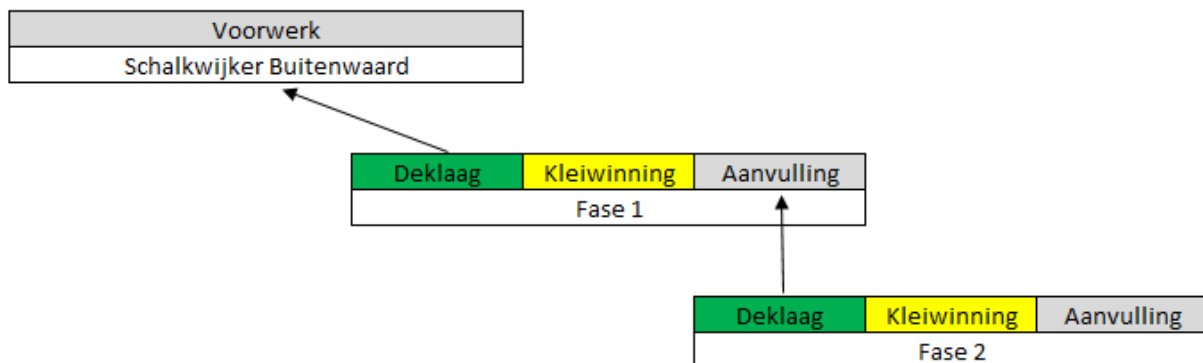 Voorwerk
Schalkwijker Buitenwaard
Deklaag Kleiwinning Aanvulling
Fase 1
Deklaag Kleiwinning Aanvulling
Fase 2